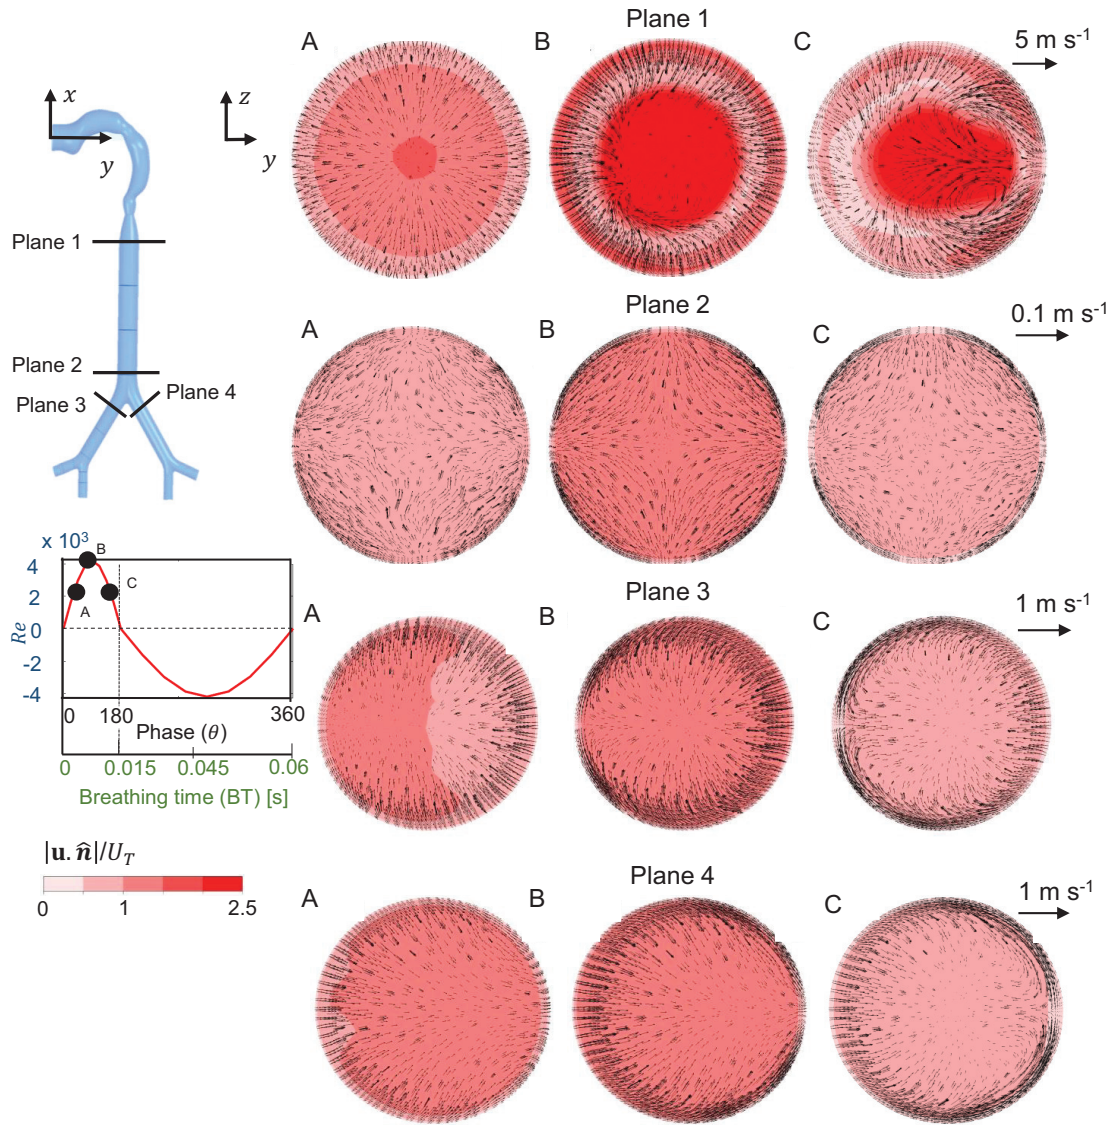 Plane 1
A
B
C
5 m s⁻¹
x
y
z
y
Plane 1
Plane 2
Plane 3
Plane 4
Plane 2
A
B
C
0.1 m s⁻¹
Plane 3
A
B
C
1 m s⁻¹
x 10³
4
2
0
-2
-4
Re
A
B
C
0 180 360
Phase (θ)
0 0.015 0.045 0.06
Breathing time (BT) [s]
|𝐮.𝒏̂|/U_T
0 1 2.5
Plane 4
A
B
C
1 m s⁻¹